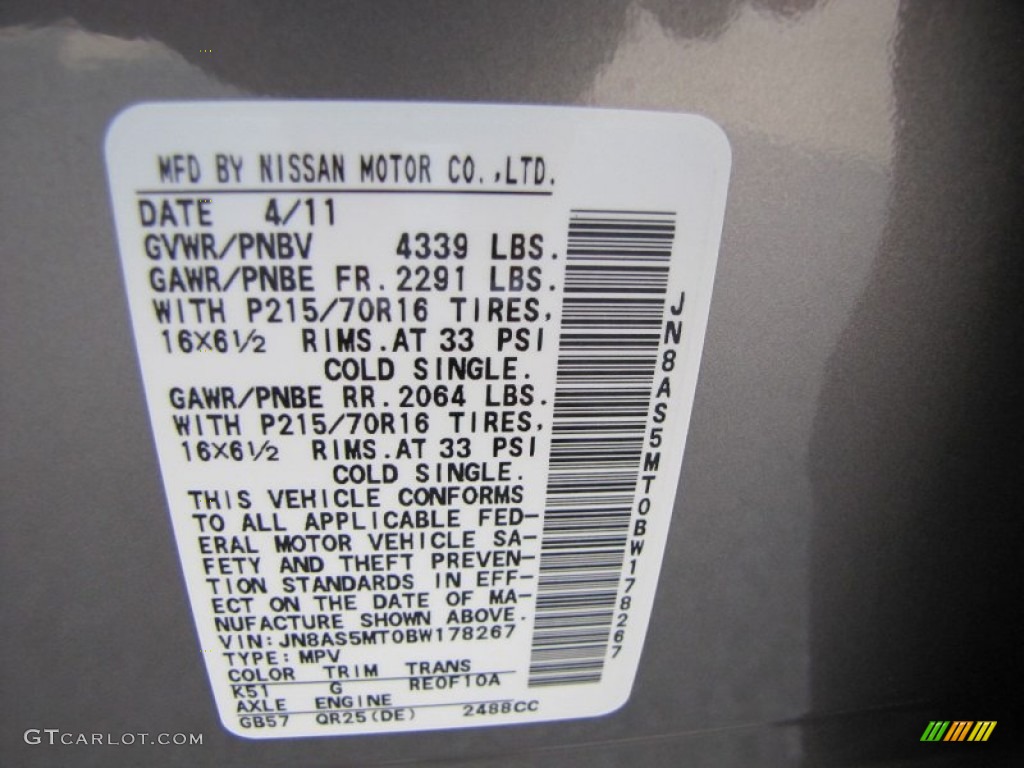 MFD BY NISSAN MOTOR CO.,LTD.
DATE 4/11
GVWR/PNBV 4339 LBS.
GAWR/PNBE FR.2291 LBS.
WITH P215/70R16 TIRES,
16X6 1/2 RIMS.AT 33 PSI
COLD SINGLE.
GAWR/PNBE RR.2064 LBS.
WITH P215/70R16 TIRES,
16X6 1/2 RIMS.AT 33 PSI
COLD SINGLE.
THIS VEHICLE CONFORMS
TO ALL APPLICABLE FED-
ERAL MOTOR VEHICLE SA-
FETY AND THEFT PREVEN-
TION STANDARDS IN EFF-
ECT ON THE DATE OF MA-
NUFACTURE SHOWN ABOVE.
VIN:JN8AS5MT0BW178267
TYPE:MPV
COLOR TRIM TRANS
K51 G RE0F10A
AXLE ENGINE
GB57 QR25(DE) 2488CC
JN8AS5MT0BW178267
GTCARLOT.COM